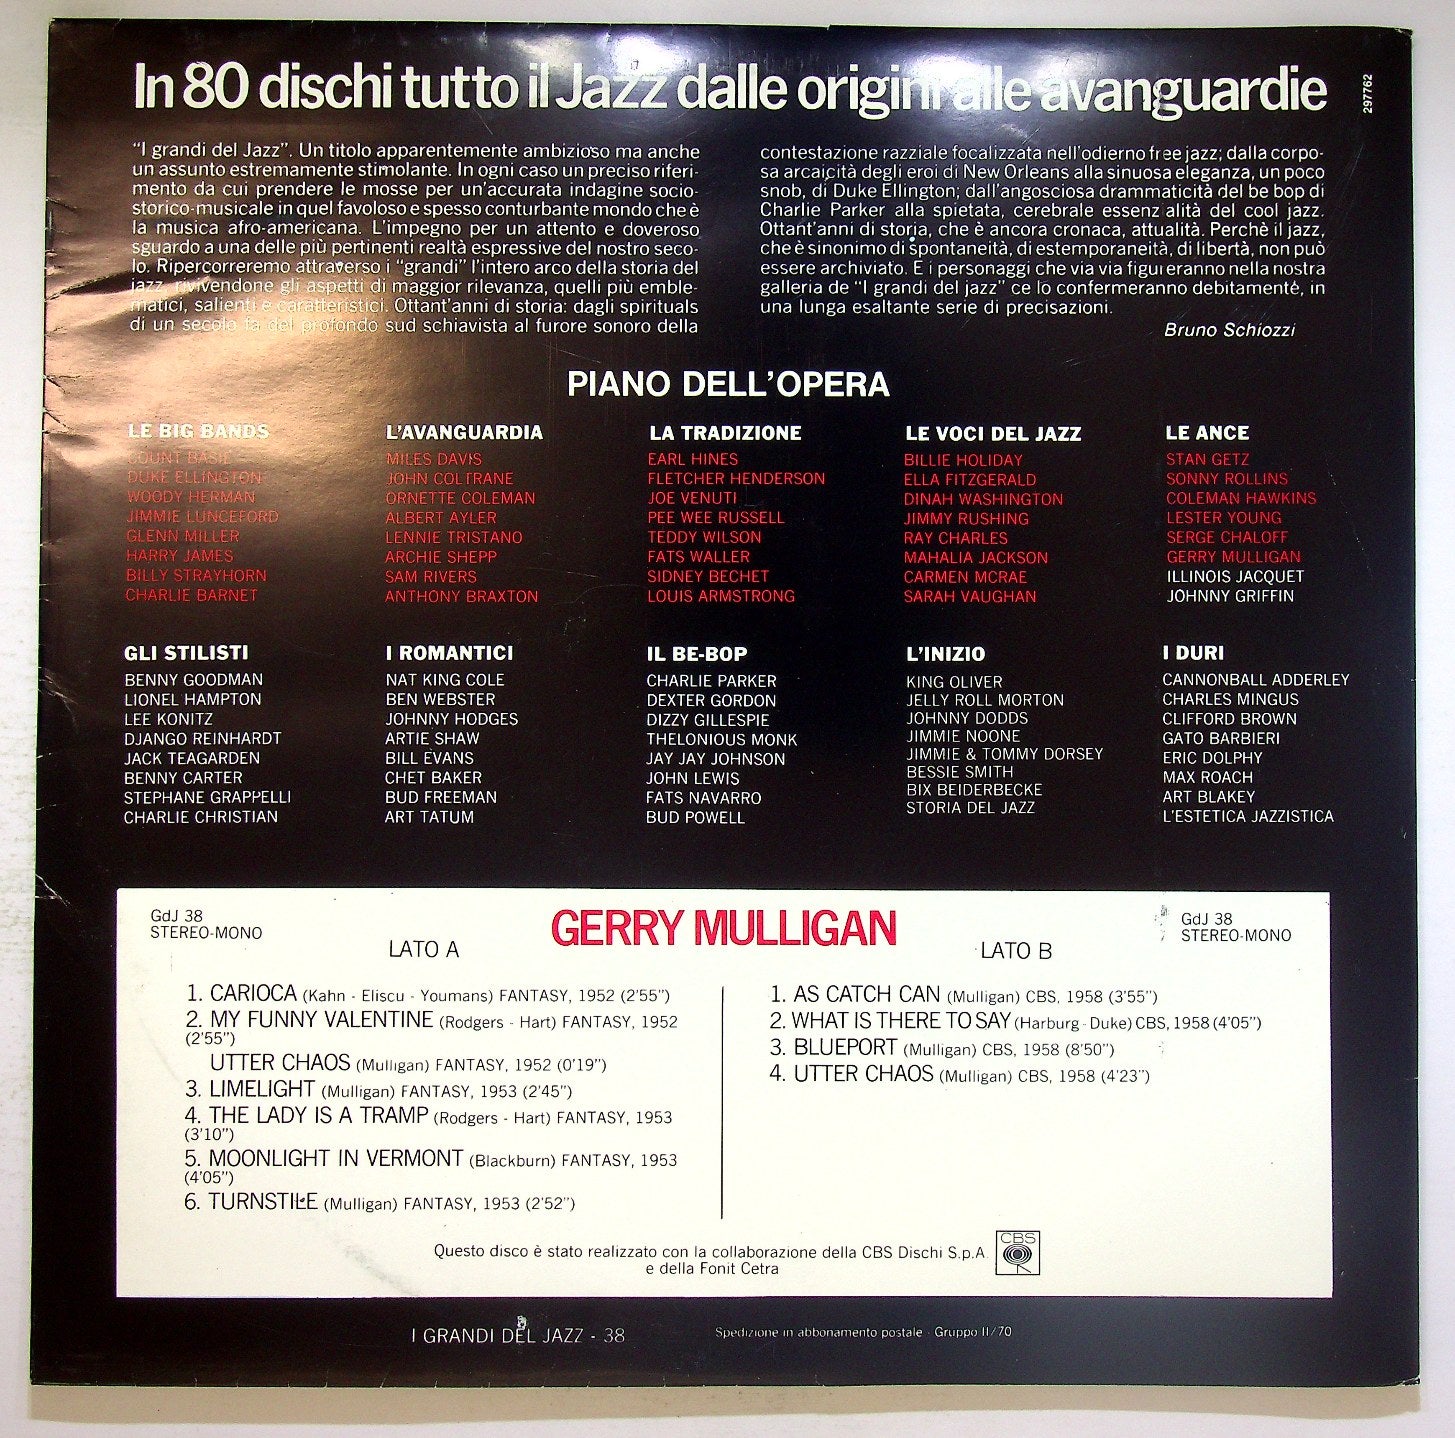 In 80 dischi tutto il Jazz dalle origini alle avanguardie
297762
“I grandi del Jazz”. Un titolo apparentemente ambizioso ma anche
un assunto estremamente stimolante. In ogni caso un preciso riferi-
mento da cui prendere le mosse per un’accurata indagine socio-
storico-musicale in quel favoloso e spesso conturbante mondo che è
la musica afro-americana. L’impegno per un attento e doveroso
sguardo a una delle più pertinenti realtà espressive del nostro seco-
lo. Ripercorreremo attraverso i “grandi” l’intero arco della storia del
jazz, rivivendone gli aspetti di maggior rilevanza, quelli più emble-
matici, salienti e caratteristici. Ottant’anni di storia: dagli spirituals
di un secolo fa del profondo sud schiavista al furore sonoro della
contestazione razziale focalizzata nell’odierno free jazz; dalla corpo-
sa arcaicità degli eroi di New Orleans alla sinuosa eleganza, un poco
snob, di Duke Ellington; dall’angosciosa drammaticità del be bop di
Charlie Parker alla spietata, cerebrale essenzialità del cool jazz.
Ottant’anni di storia, che è ancora cronaca, attualità. Perchè il jazz,
che è sinonimo di spontaneità, di estemporaneità, di libertà, non può
essere archiviato. E i personaggi che via via figureranno nella nostra
galleria de “I grandi del jazz” ce lo confermeranno debitamente, in
una lunga esaltante serie di precisazioni.
Bruno Schiozzi
PIANO DELL’OPERA
LE BIG BANDS
COUNT BASIE
DUKE ELLINGTON
WOODY HERMAN
JIMMIE LUNCEFORD
GLENN MILLER
HARRY JAMES
BILLY STRAYHORN
CHARLIE BARNET
L’AVANGUARDIA
MILES DAVIS
JOHN COLTRANE
ORNETTE COLEMAN
ALBERT AYLER
LENNIE TRISTANO
ARCHIE SHEPP
SAM RIVERS
ANTHONY BRAXTON
LA TRADIZIONE
EARL HINES
FLETCHER HENDERSON
JOE VENUTI
PEE WEE RUSSELL
TEDDY WILSON
FATS WALLER
SIDNEY BECHET
LOUIS ARMSTRONG
LE VOCI DEL JAZZ
BILLIE HOLIDAY
ELLA FITZGERALD
DINAH WASHINGTON
JIMMY RUSHING
RAY CHARLES
MAHALIA JACKSON
CARMEN MCRAE
SARAH VAUGHAN
LE ANCE
STAN GETZ
SONNY ROLLINS
COLEMAN HAWKINS
LESTER YOUNG
SERGE CHALOFF
GERRY MULLIGAN
ILLINOIS JACQUET
JOHNNY GRIFFIN
GLI STILISTI
BENNY GOODMAN
LIONEL HAMPTON
LEE KONITZ
DJANGO REINHARDT
JACK TEAGARDEN
BENNY CARTER
STEPHANE GRAPPELLI
CHARLIE CHRISTIAN
I ROMANTICI
NAT KING COLE
BEN WEBSTER
JOHNNY HODGES
ARTIE SHAW
BILL EVANS
CHET BAKER
BUD FREEMAN
ART TATUM
IL BE-BOP
CHARLIE PARKER
DEXTER GORDON
DIZZY GILLESPIE
THELONIOUS MONK
JAY JAY JOHNSON
JOHN LEWIS
FATS NAVARRO
BUD POWELL
L’INIZIO
KING OLIVER
JELLY ROLL MORTON
JOHNNY DODDS
JIMMIE NOONE
JIMMIE & TOMMY DORSEY
BESSIE SMITH
BIX BEIDERBECKE
STORIA DEL JAZZ
I DURI
CANNONBALL ADDERLEY
CHARLES MINGUS
CLIFFORD BROWN
GATO BARBIERI
ERIC DOLPHY
MAX ROACH
ART BLAKEY
L’ESTETICA JAZZISTICA
GdJ 38
STEREO-MONO
GERRY MULLIGAN
GdJ 38
STEREO-MONO
LATO A
1. CARIOCA (Kahn - Eliscu - Youmans) FANTASY, 1952 (2’55”)
2. MY FUNNY VALENTINE (Rodgers - Hart) FANTASY, 1952
(2’55”)
UTTER CHAOS (Mulligan) FANTASY, 1952 (0’19”)
3. LIMELIGHT (Mulligan) FANTASY, 1953 (2’45”)
4. THE LADY IS A TRAMP (Rodgers - Hart) FANTASY, 1953
(3’10”)
5. MOONLIGHT IN VERMONT (Blackburn) FANTASY, 1953
(4’05”)
6. TURNSTILE (Mulligan) FANTASY, 1953 (2’52”)
LATO B
1. AS CATCH CAN (Mulligan) CBS, 1958 (3’55”)
2. WHAT IS THERE TO SAY (Harburg - Duke) CBS, 1958 (4’05”)
3. BLUEPORT (Mulligan) CBS, 1958 (8’50”)
4. UTTER CHAOS (Mulligan) CBS, 1958 (4’23”)
Questo disco è stato realizzato con la collaborazione della CBS Dischi S.p.A.
e della Fonit Cetra
CBS
I GRANDI DEL JAZZ - 38
Spedizione in abbonamento postale - Gruppo II/70